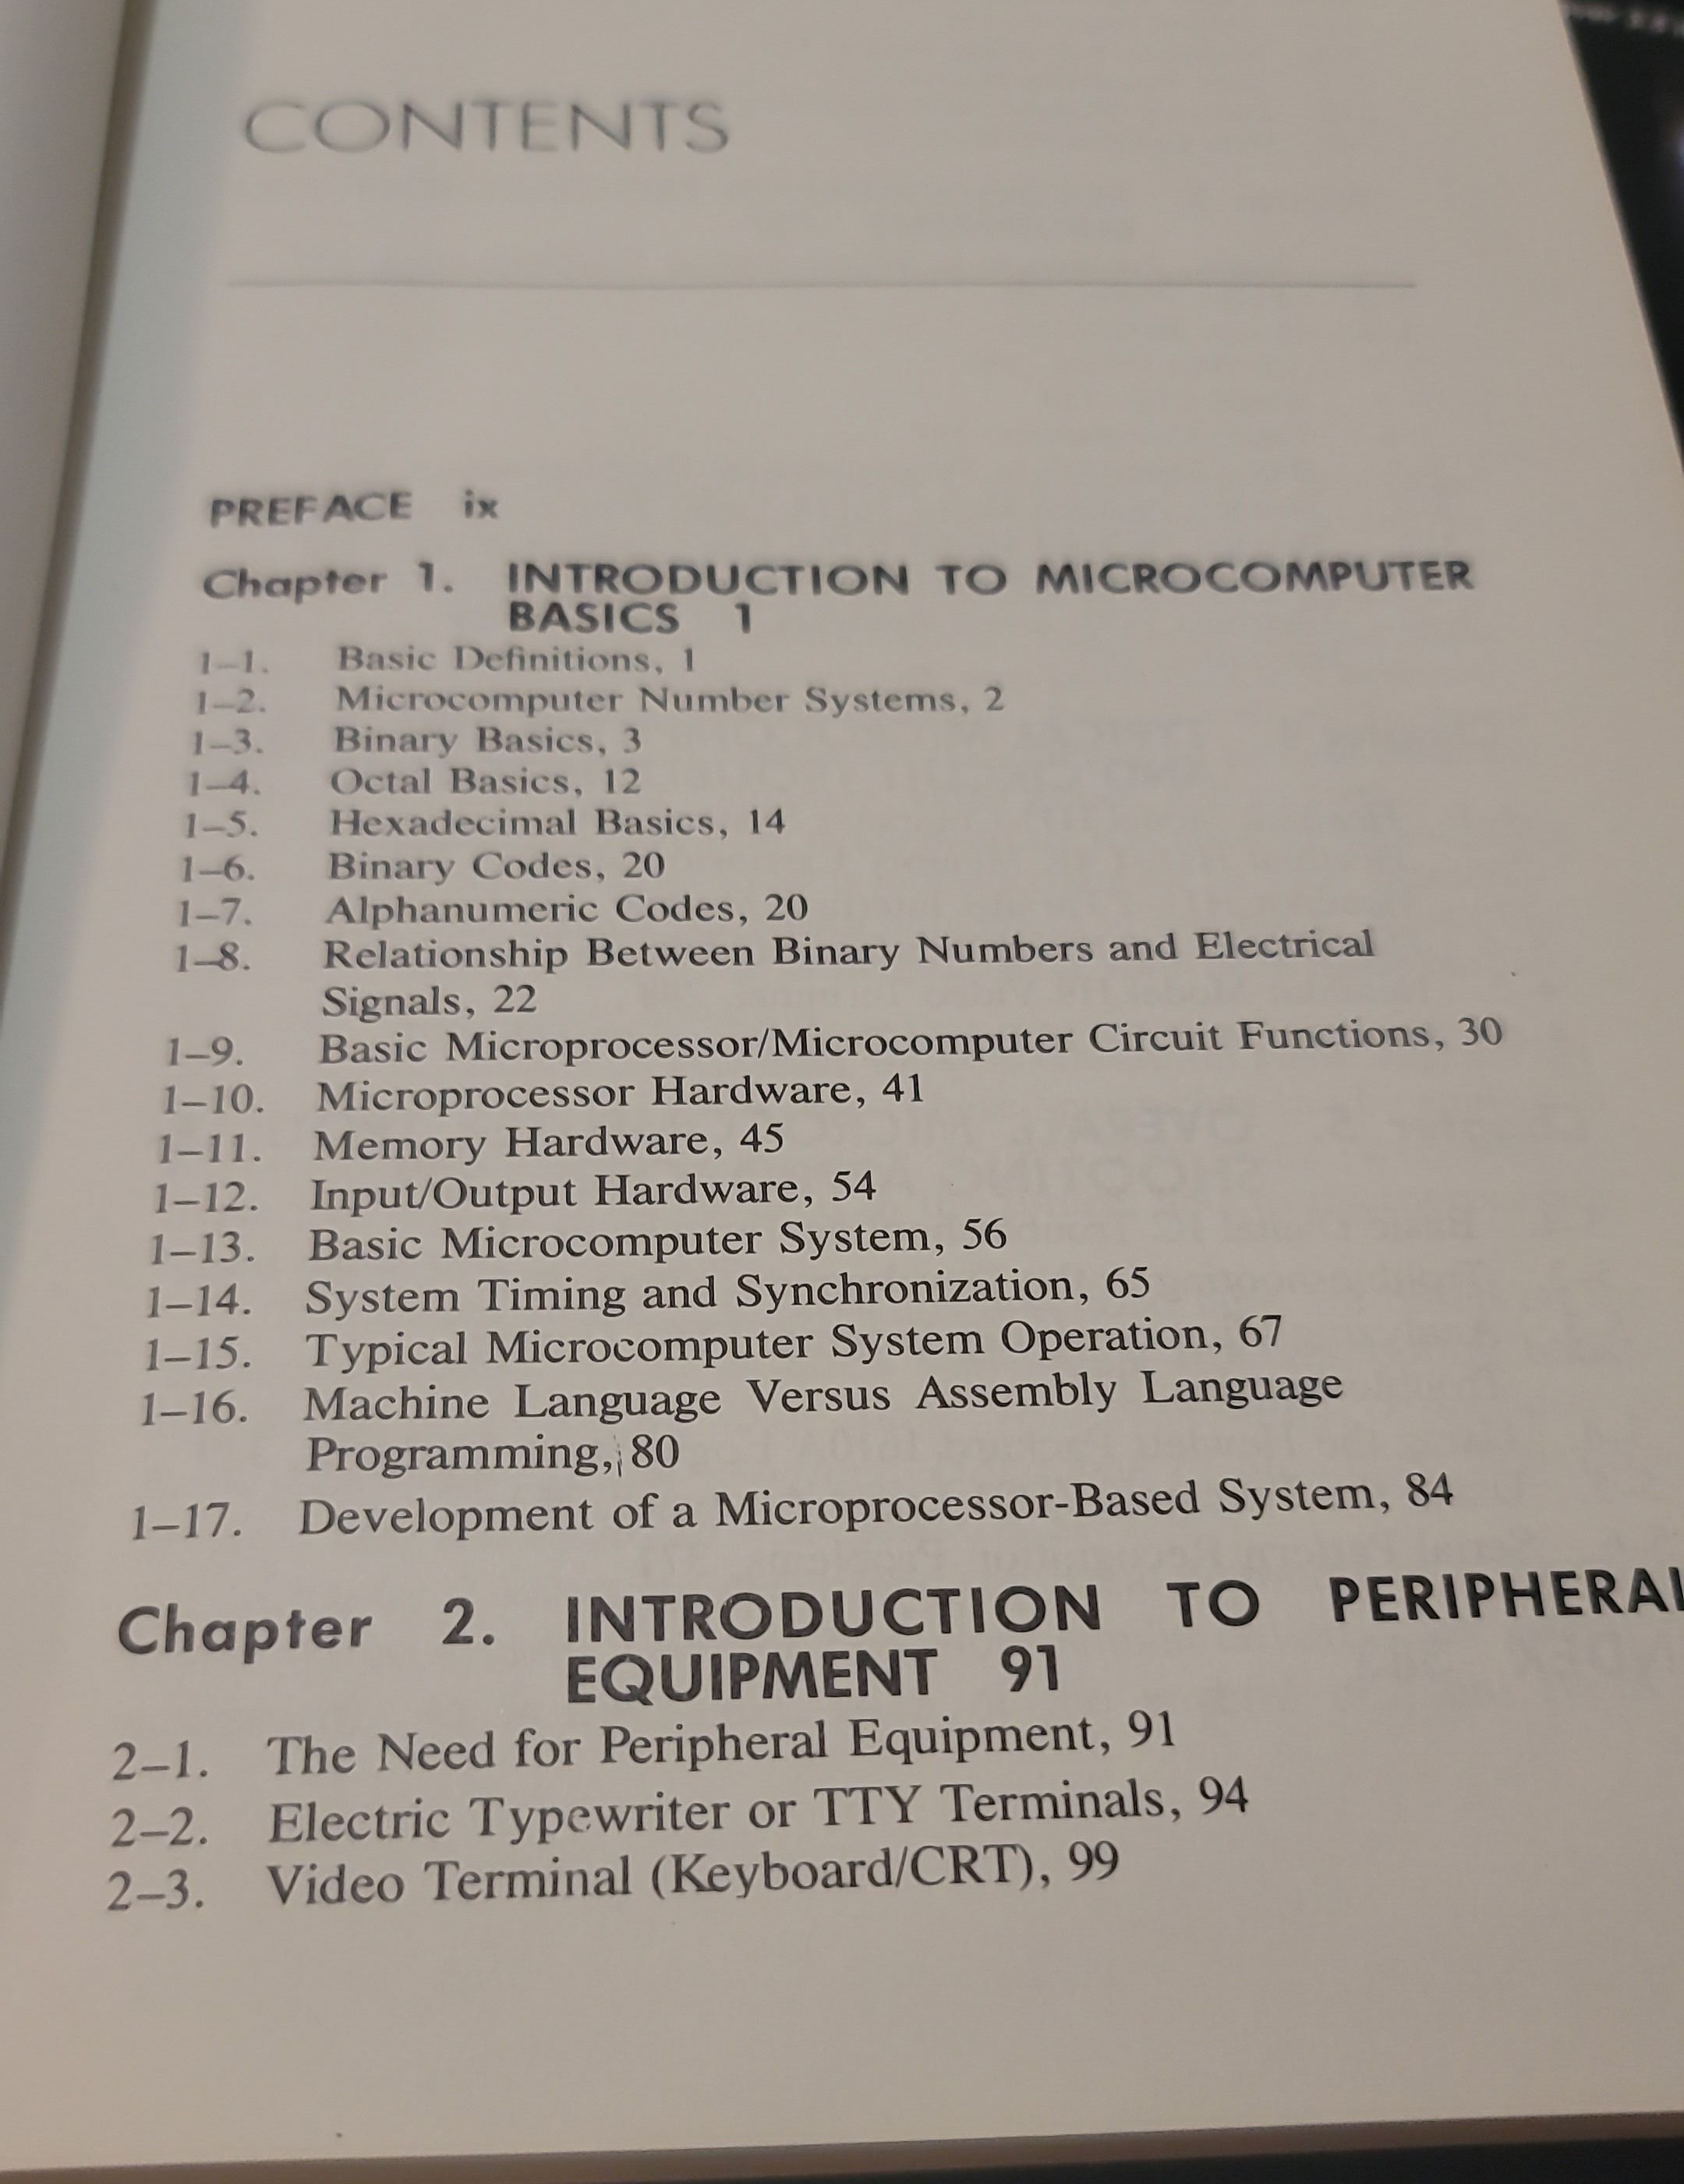 CONTENTS
PREFACE ix
Chapter 1. INTRODUCTION TO MICROCOMPUTER
BASICS 1
1–1. Basic Definitions, 1
1–2. Microcomputer Number Systems, 2
1–3. Binary Basics, 3
1–4. Octal Basics, 12
1–5. Hexadecimal Basics, 14
1–6. Binary Codes, 20
1–7. Alphanumeric Codes, 20
1–8. Relationship Between Binary Numbers and Electrical
Signals, 22
1–9. Basic Microprocessor/Microcomputer Circuit Functions, 30
1–10. Microprocessor Hardware, 41
1–11. Memory Hardware, 45
1–12. Input/Output Hardware, 54
1–13. Basic Microcomputer System, 56
1–14. System Timing and Synchronization, 65
1–15. Typical Microcomputer System Operation, 67
1–16. Machine Language Versus Assembly Language
Programming, 80
1–17. Development of a Microprocessor-Based System, 84
Chapter 2. INTRODUCTION TO PERIPHERAL
EQUIPMENT 91
2–1. The Need for Peripheral Equipment, 91
2–2. Electric Typewriter or TTY Terminals, 94
2–3. Video Terminal (Keyboard/CRT), 99